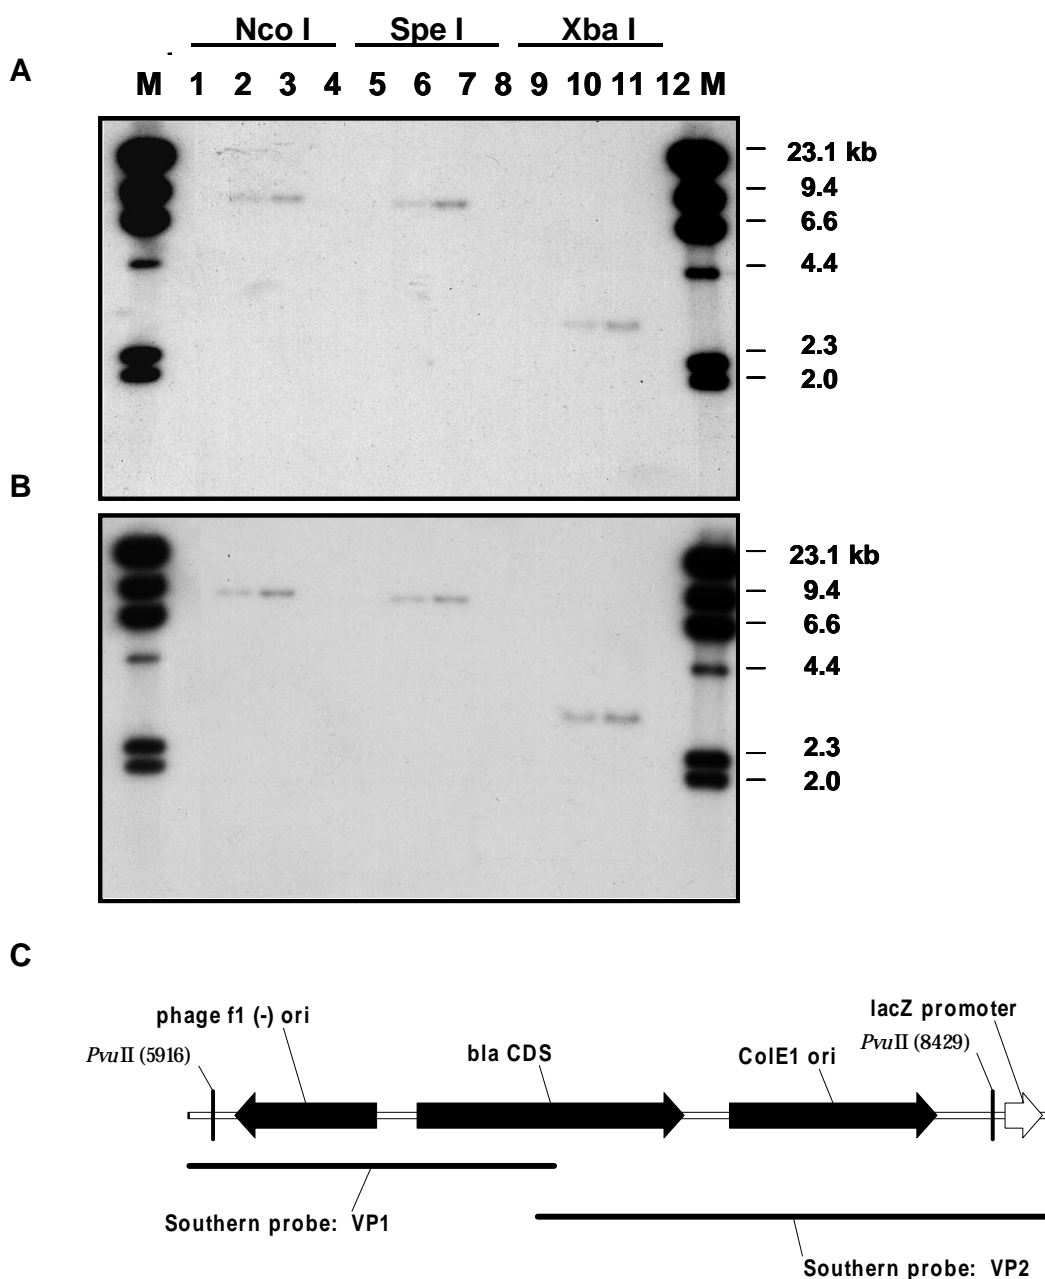 Nco I Spe I Xba I
A
M 1 2 3 4 5 6 7 8 9 10 11 12 M
23.1 kb
9.4
6.6
4.4
2.3
2.0
B
23.1 kb
9.4
6.6
4.4
2.3
2.0
C
lacZ promoter
phage f1 (-) ori
PvuII (5916) bla CDS ColE1 ori PvuII (8429)
Southern probe: VP1
Southern probe: VP2